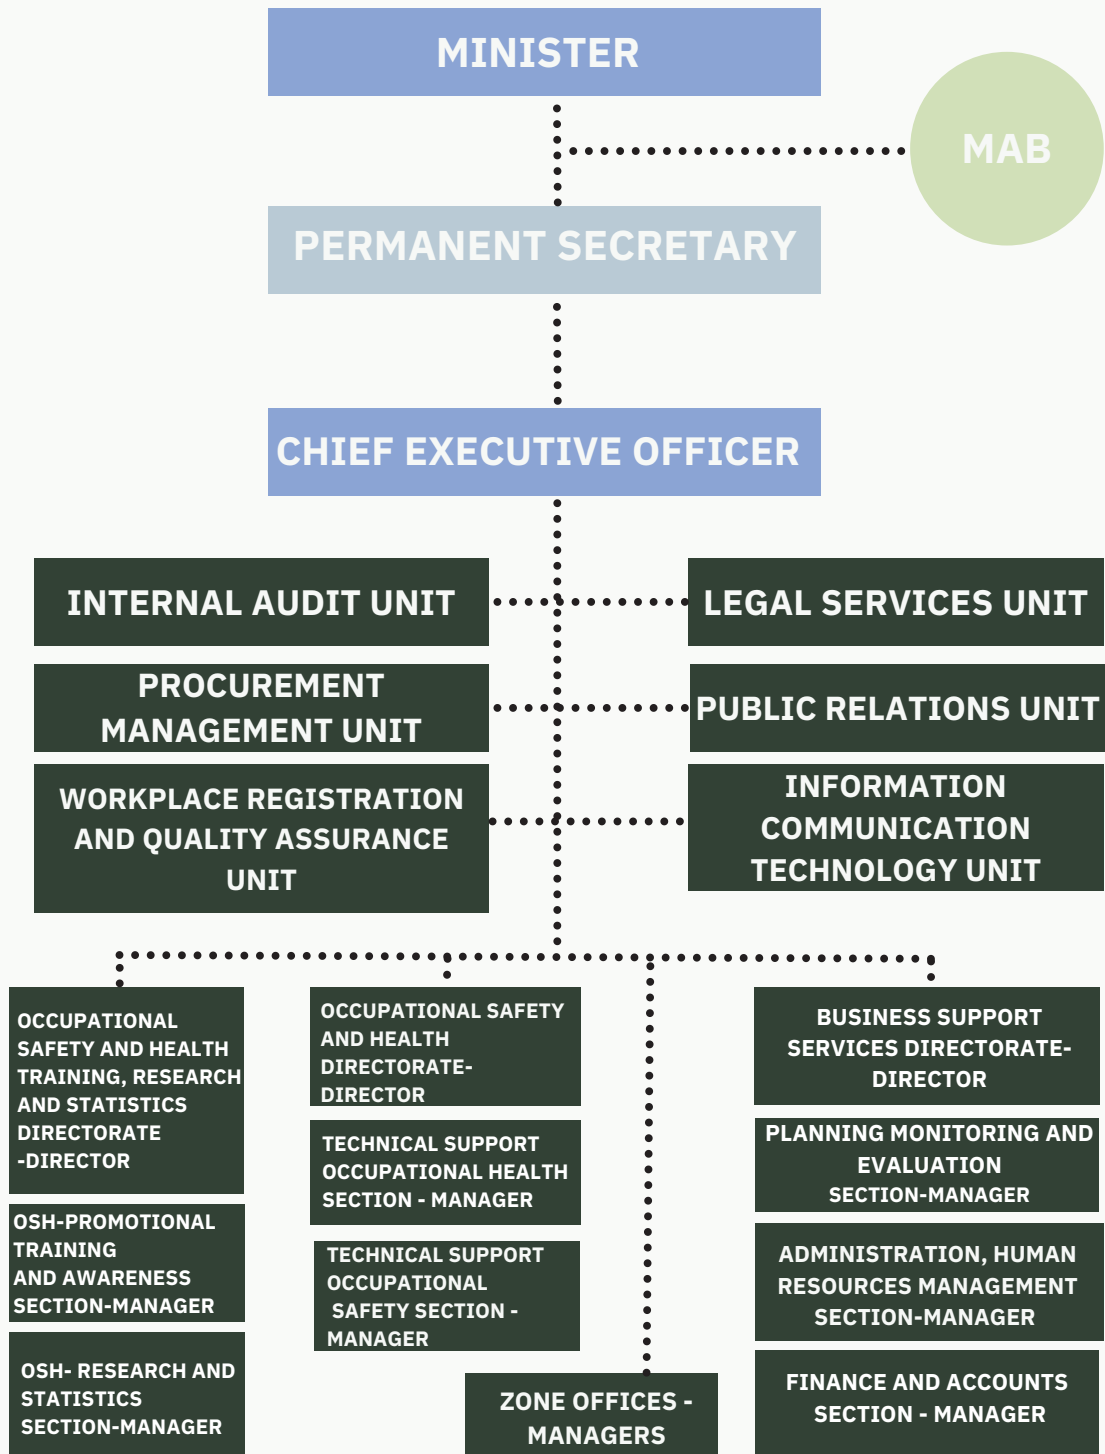 MINISTER
MAB
PERMANENT SECRETARY
CHIEF EXECUTIVE OFFICER
INTERNAL AUDIT UNIT
LEGAL SERVICES UNIT
PROCUREMENT
MANAGEMENT UNIT
PUBLIC RELATIONS UNIT
WORKPLACE REGISTRATION
AND QUALITY ASSURANCE
UNIT
INFORMATION
COMMUNICATION
TECHNOLOGY UNIT
OCCUPATIONAL
SAFETY AND HEALTH
TRAINING, RESEARCH
AND STATISTICS
DIRECTORATE
-DIRECTOR
OSH-PROMOTIONAL
TRAINING
AND AWARENESS
SECTION-MANAGER
OSH- RESEARCH AND
STATISTICS
SECTION-MANAGER
OCCUPATIONAL SAFETY
AND HEALTH
DIRECTORATE-
DIRECTOR
TECHNICAL SUPPORT
OCCUPATIONAL HEALTH
SECTION - MANAGER
TECHNICAL SUPPORT
OCCUPATIONAL
SAFETY SECTION -
MANAGER
ZONE OFFICES -
MANAGERS
BUSINESS SUPPORT
SERVICES DIRECTORATE-
DIRECTOR
PLANNING MONITORING AND
EVALUATION
SECTION-MANAGER
ADMINISTRATION, HUMAN
RESOURCES MANAGEMENT
SECTION-MANAGER
FINANCE AND ACCOUNTS
SECTION - MANAGER